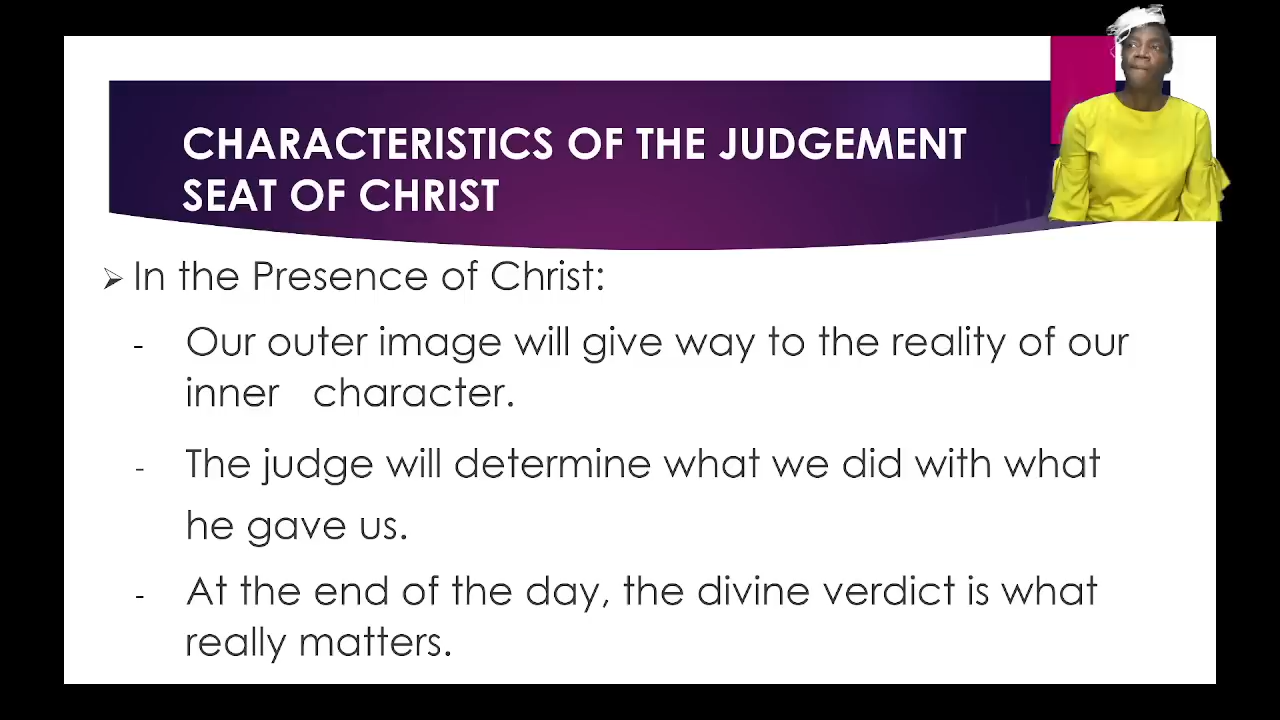 CHARACTERISTICS OF THE JUDGEMENT
SEAT OF CHRIST
In the Presence of Christ:
- Our outer image will give way to the reality of our
inner character.
- The judge will determine what we did with what
he gave us.
- At the end of the day, the divine verdict is what
really matters.